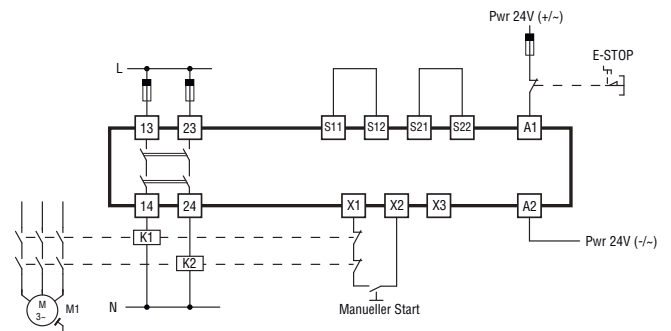 Pwr 24V (+/~)
E-STOP
L
13 23 S11 S12 S21 S22 A1
14 24 X1 X2 X3 A2
K1
K2
Pwr 24V (-/~)
M
3~
M1
N
Manueller Start